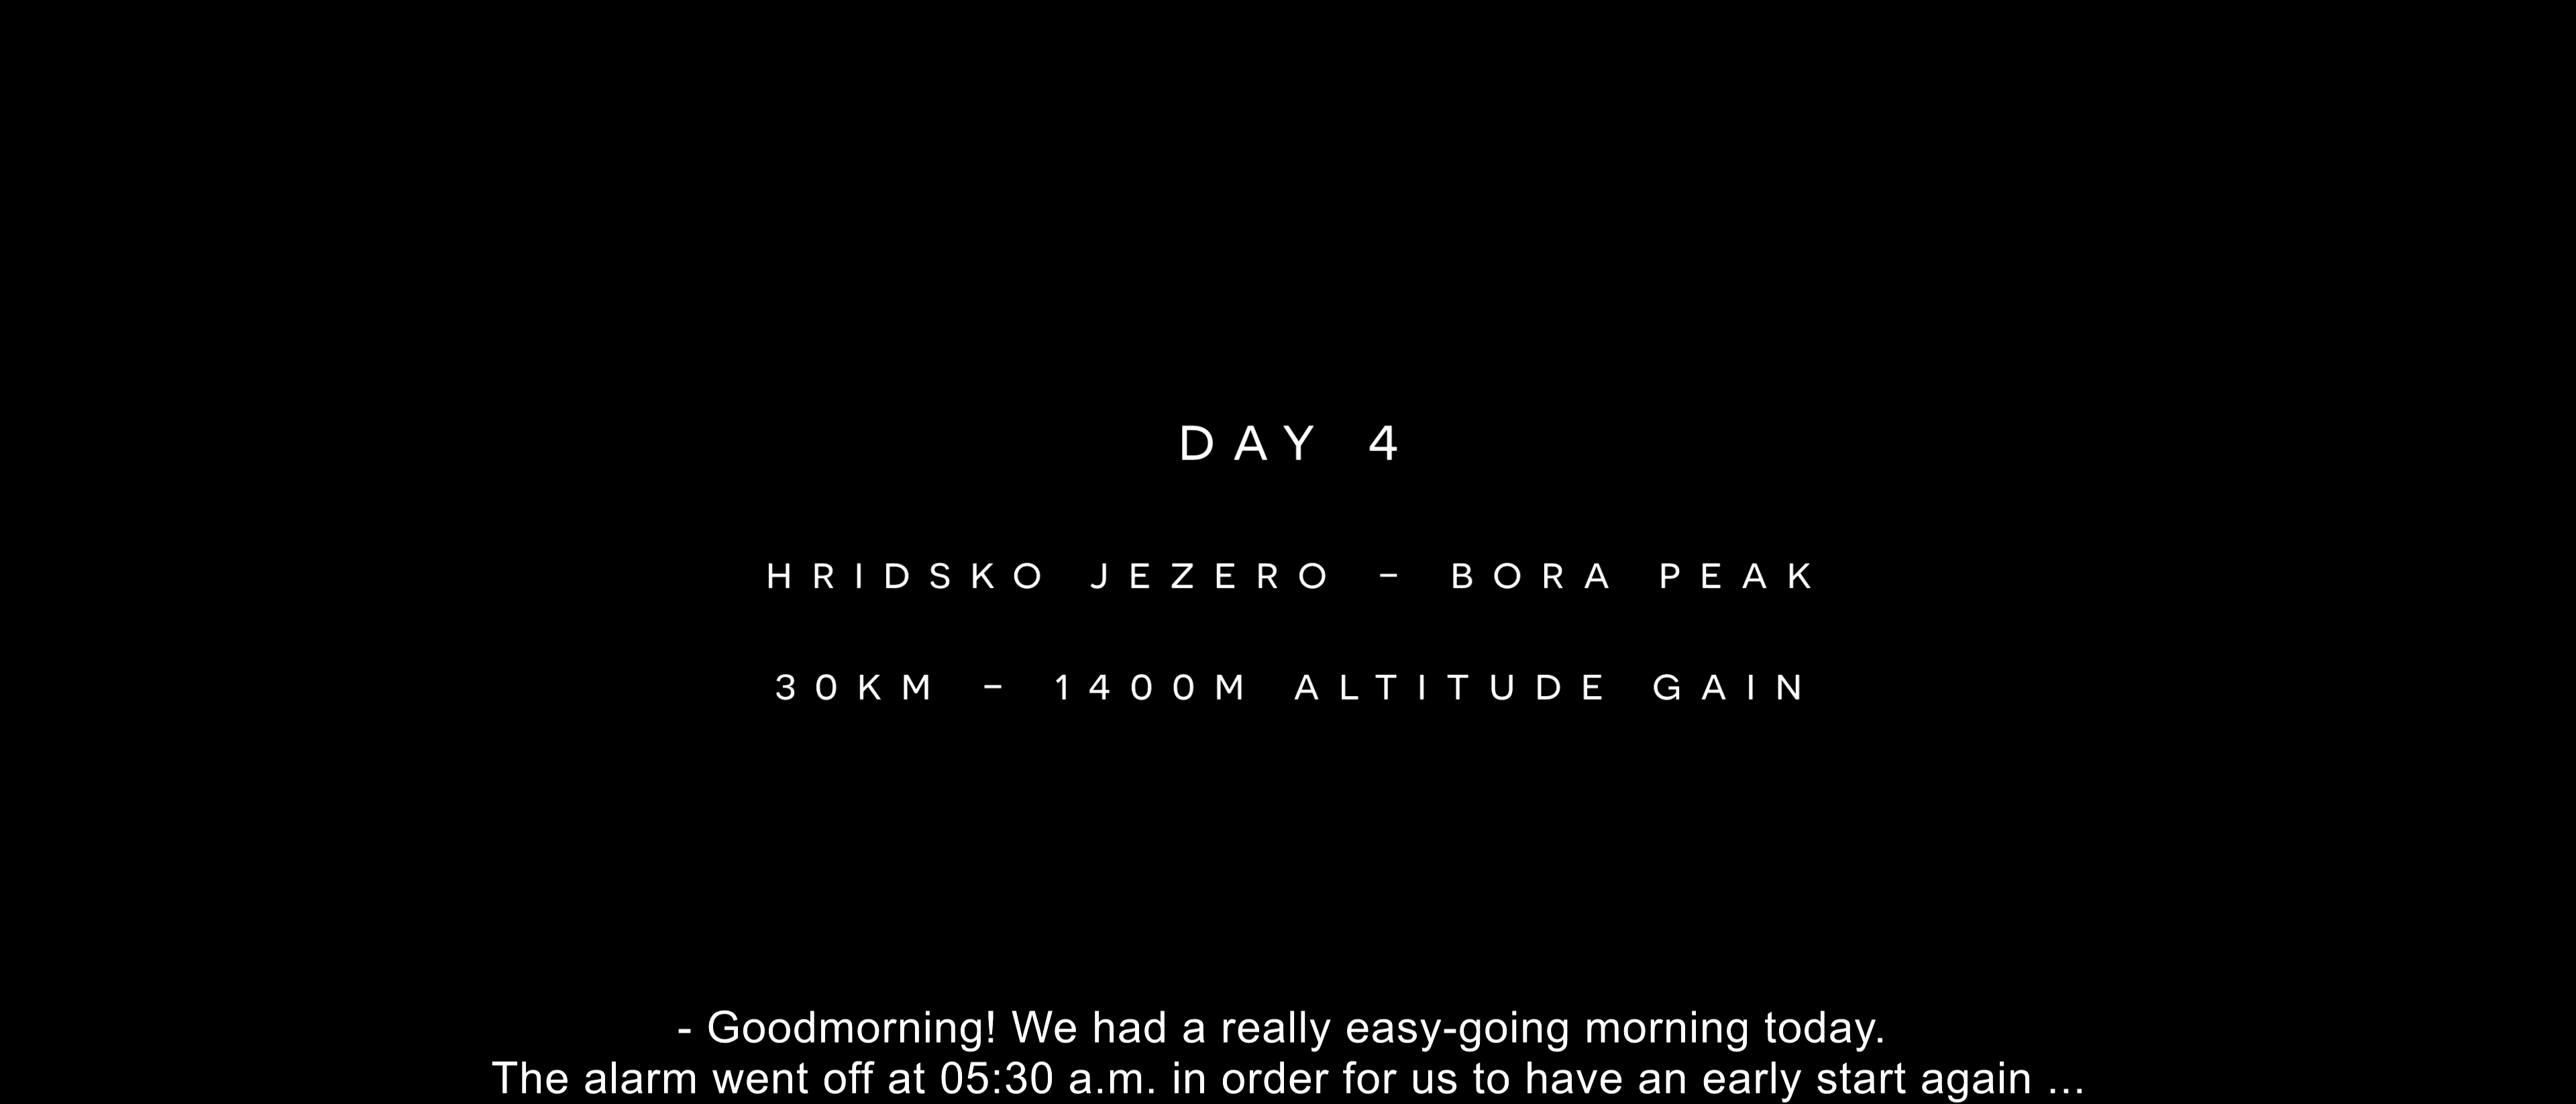 DAY 4
HRIDSKO JEZERO – BORA PEAK
30KM – 1400M ALTITUDE GAIN
- Goodmorning! We had a really easy-going morning today.
The alarm went off at 05:30 a.m. in order for us to have an early start again ...